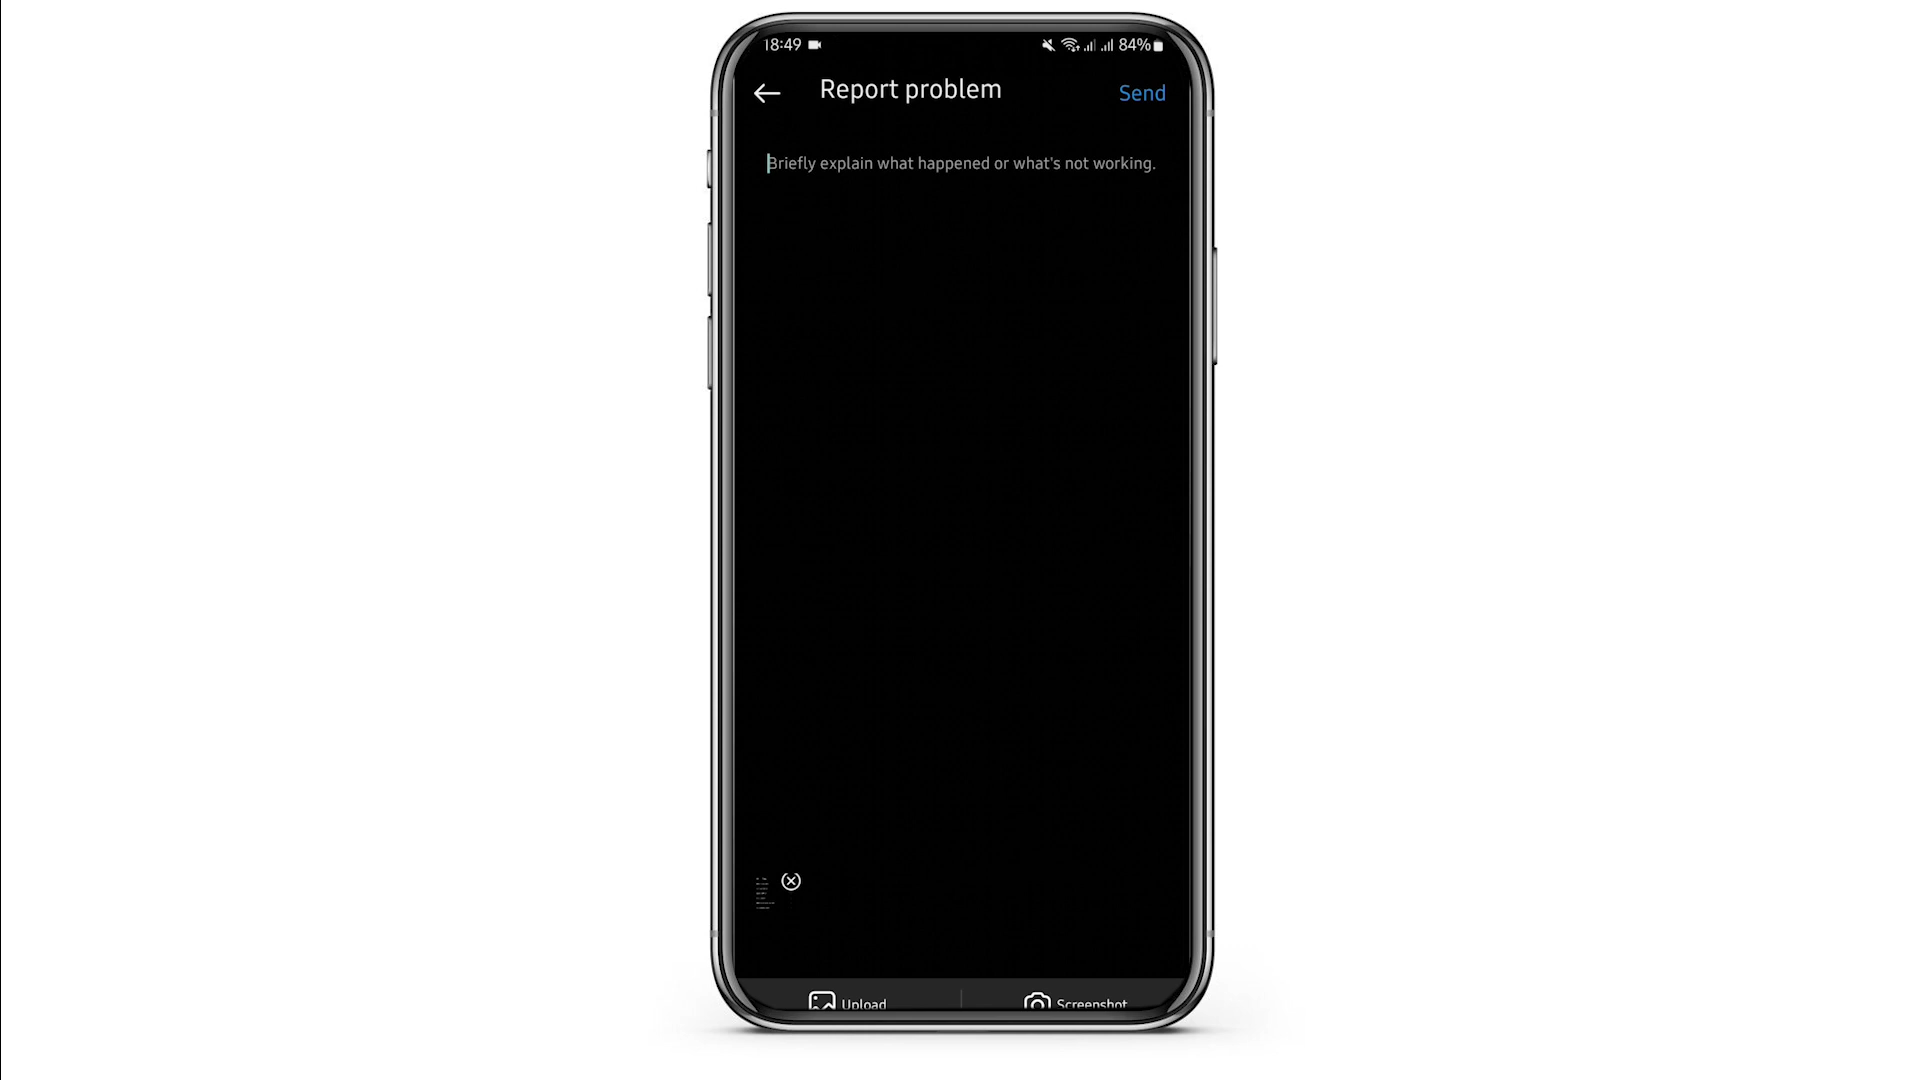 18:49 84%
Report problem Send
Briefly explain what happened or what's not working.
Upload Screenshot